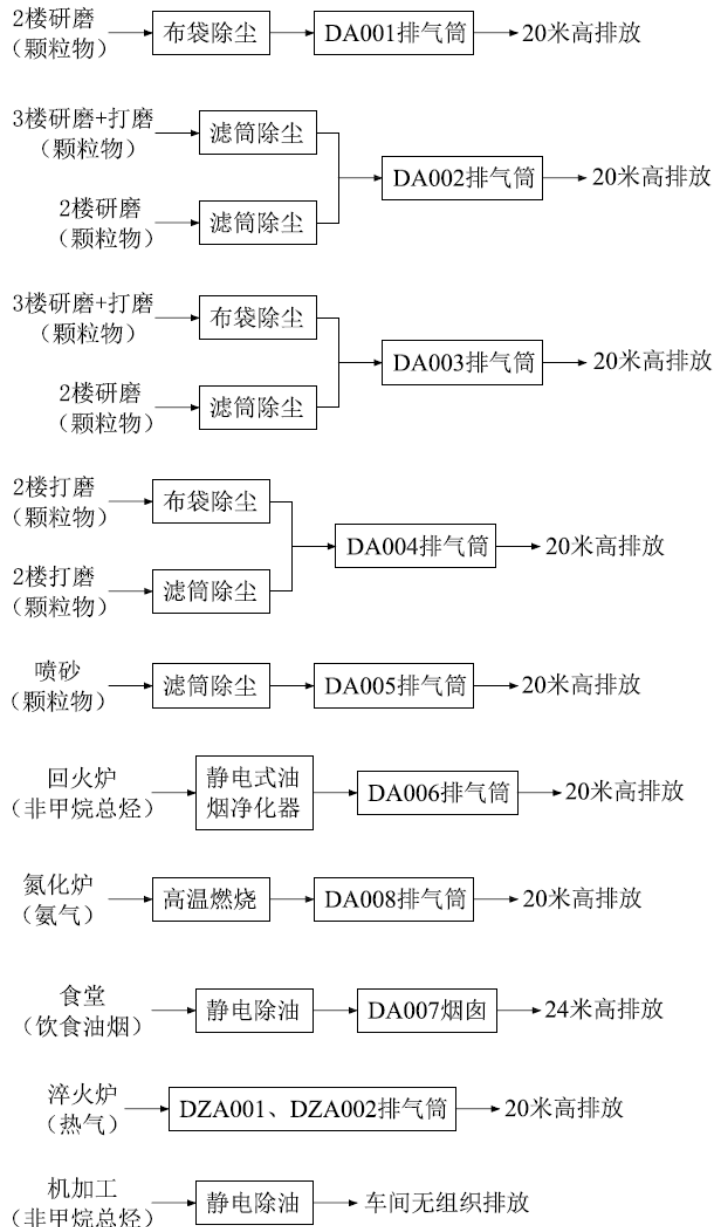 2楼研磨
(颗粒物)
布袋除尘
DA001排气筒
20米高排放
3楼研磨+打磨
(颗粒物)
滤筒除尘
2楼研磨
(颗粒物)
滤筒除尘
DA002排气筒
20米高排放
3楼研磨+打磨
(颗粒物)
布袋除尘
2楼研磨
(颗粒物)
滤筒除尘
DA003排气筒
20米高排放
2楼打磨
(颗粒物)
布袋除尘
2楼打磨
(颗粒物)
滤筒除尘
DA004排气筒
20米高排放
喷砂
(颗粒物)
滤筒除尘
DA005排气筒
20米高排放
回火炉
(非甲烷总烃)
静电式油
烟净化器
DA006排气筒
20米高排放
氮化炉
(氨气)
高温燃烧
DA008排气筒
20米高排放
食堂
(饮食油烟)
静电除油
DA007烟囱
24米高排放
淬火炉
(热气)
DZA001、DZA002排气筒
20米高排放
机加工
(非甲烷总烃)
静电除油
车间无组织排放